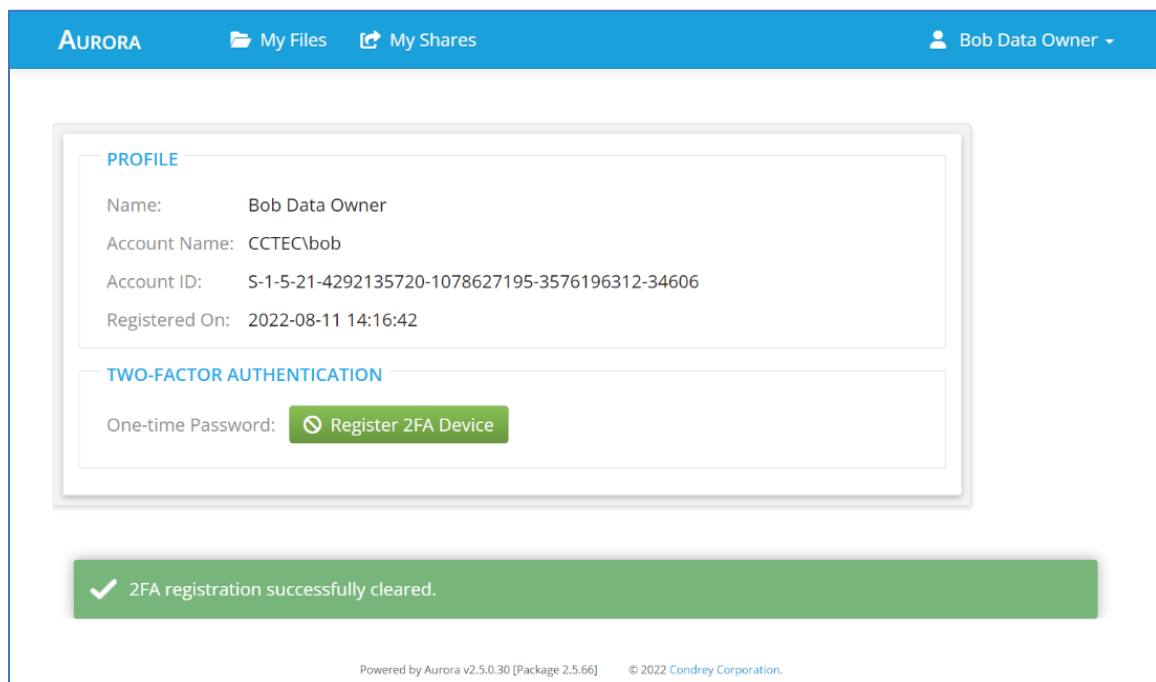 AURORA My Files My Shares Bob Data Owner
PROFILE
Name: Bob Data Owner
Account Name: CCTEC\bob
Account ID: S-1-5-21-4292135720-1078627195-3576196312-34606
Registered On: 2022-08-11 14:16:42
TWO-FACTOR AUTHENTICATION
One-time Password: Register 2FA Device
2FA registration successfully cleared.
Powered by Aurora v2.5.0.30 [Package 2.5.66] © 2022 Condrey Corporation.